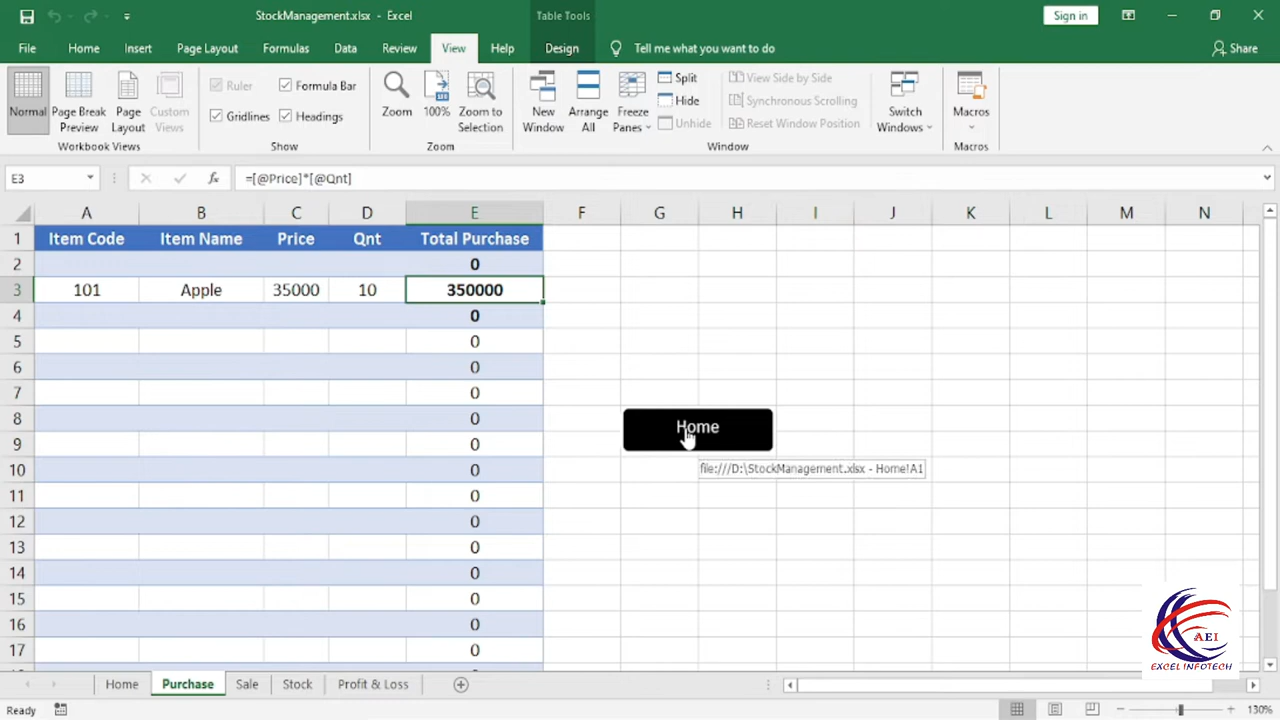 StockManagement.xlsx - Excel
Table Tools
Sign in
File Home Insert Page Layout Formulas Data Review View Help Design Tell me what you want to do Share
Normal
Page Break Preview
Page Layout
Custom Views
Workbook Views
Ruler
Formula Bar
Gridlines
Headings
Show
Zoom
100%
Zoom to Selection
Zoom
New Window
Arrange All
Freeze Panes
Split
Hide
Unhide
View Side by Side
Synchronous Scrolling
Reset Window Position
Window
Switch Windows
Macros
Macros
E3
fx
=[@Price]*[@Qnt]
A B C D E F G H I J K L M N
1 Item Code Item Name Price Qnt Total Purchase
2 0
3 101 Apple 35000 10 350000
4 0
5 0
6 0
7 0
8 0
9 0
10 0
11 0
12 0
13 0
14 0
15 0
16 0
17 0
Home
file:///D:\StockManagement.xlsx - Home!A1
AEI
EXCEL INFOTECH
Home Purchase Sale Stock Profit & Loss
Ready
130%